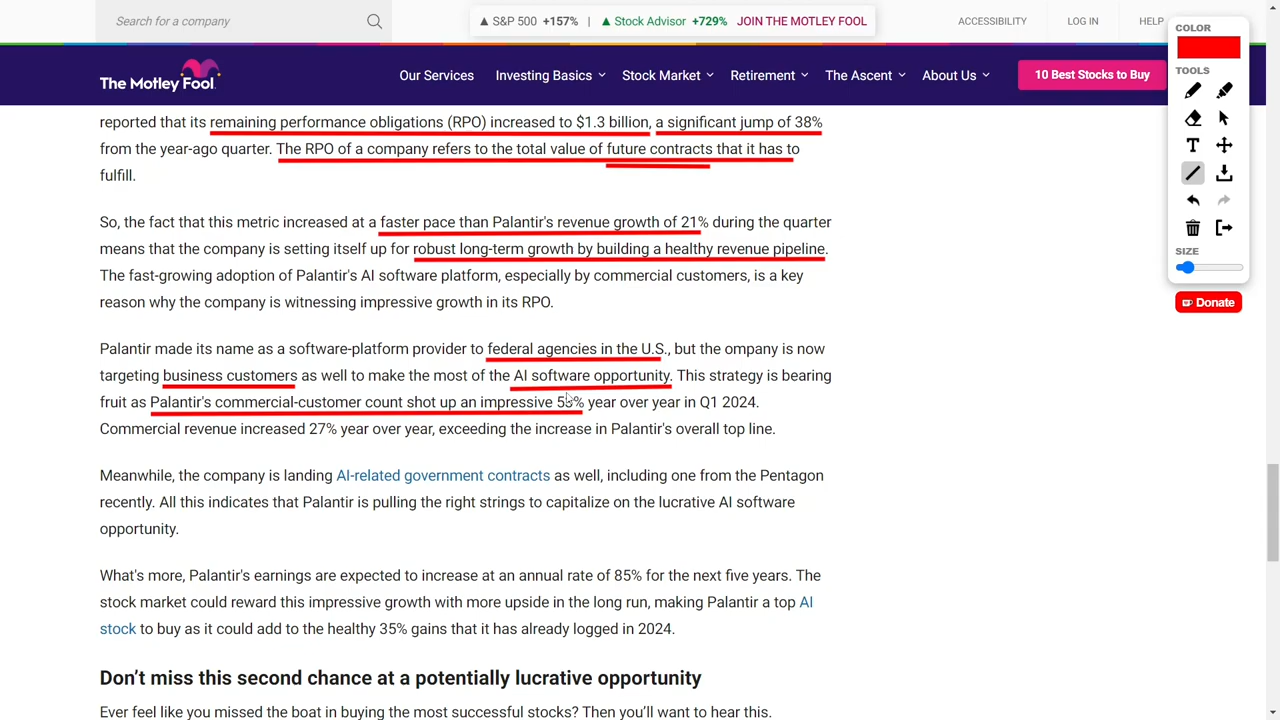 Search for a company
S&P 500 +157% | Stock Advisor +729% JOIN THE MOTLEY FOOL
ACCESSIBILITY LOG IN HELP
The Motley Fool
Our Services Investing Basics Stock Market Retirement The Ascent About Us
10 Best Stocks to Buy
COLOR
TOOLS
T
SIZE
Donate
reported that its remaining performance obligations (RPO) increased to $1.3 billion, a significant jump of 38%
from the year-ago quarter. The RPO of a company refers to the total value of future contracts that it has to
fulfill.
So, the fact that this metric increased at a faster pace than Palantir's revenue growth of 21% during the quarter
means that the company is setting itself up for robust long-term growth by building a healthy revenue pipeline.
The fast-growing adoption of Palantir's AI software platform, especially by commercial customers, is a key
reason why the company is witnessing impressive growth in its RPO.
Palantir made its name as a software-platform provider to federal agencies in the U.S., but the ompany is now
targeting business customers as well to make the most of the AI software opportunity. This strategy is bearing
fruit as Palantir's commercial-customer count shot up an impressive year over year in Q1 2024.
Commercial revenue increased 27% year over year, exceeding the increase in Palantir's overall top line.
Meanwhile, the company is landing AI-related government contracts as well, including one from the Pentagon
recently. All this indicates that Palantir is pulling the right strings to capitalize on the lucrative AI software
opportunity.
What's more, Palantir's earnings are expected to increase at an annual rate of 85% for the next five years. The
stock market could reward this impressive growth with more upside in the long run, making Palantir a top AI
stock to buy as it could add to the healthy 35% gains that it has already logged in 2024.
Don't miss this second chance at a potentially lucrative opportunity
Ever feel like you missed the boat in buying the most successful stocks? Then you'll want to hear this.